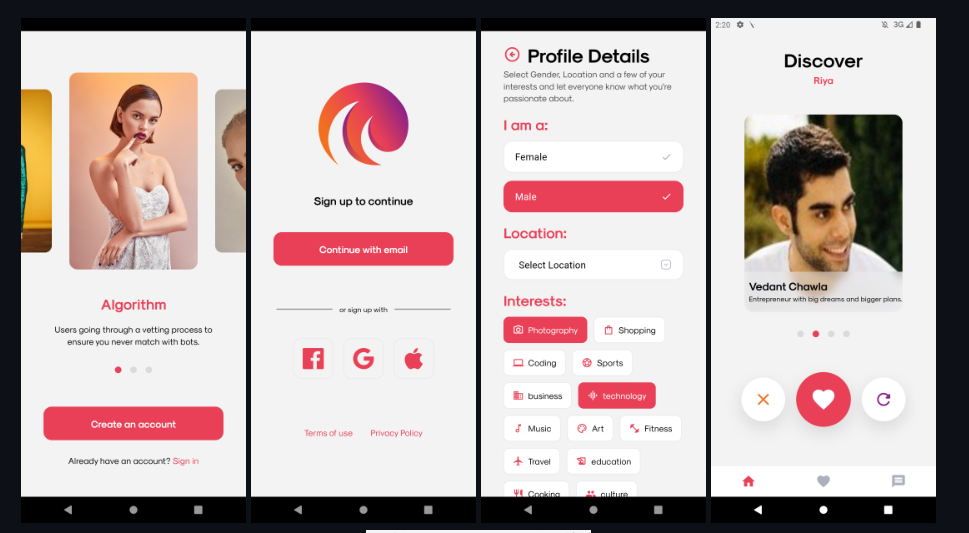 Algorithm
Users going through a vetting process to
ensure you never match with bots.
Create an account
Already have an account? Sign in
Sign up to continue
Continue with email
or sign up with
Terms of use Privacy Policy
Profile Details
Select Gender, Location and a few of your
interests and let everyone know what you're
passionate about.
I am a:
Female
Male
Location:
Select Location
Interests:
Photography Shopping
Coding Sports
business technology
Music Art Fitness
Travel education
Cooking culture
2:20 3G
Discover
Riya
Vedant Chawla
Entrepreneur with big dreams and bigger plans.